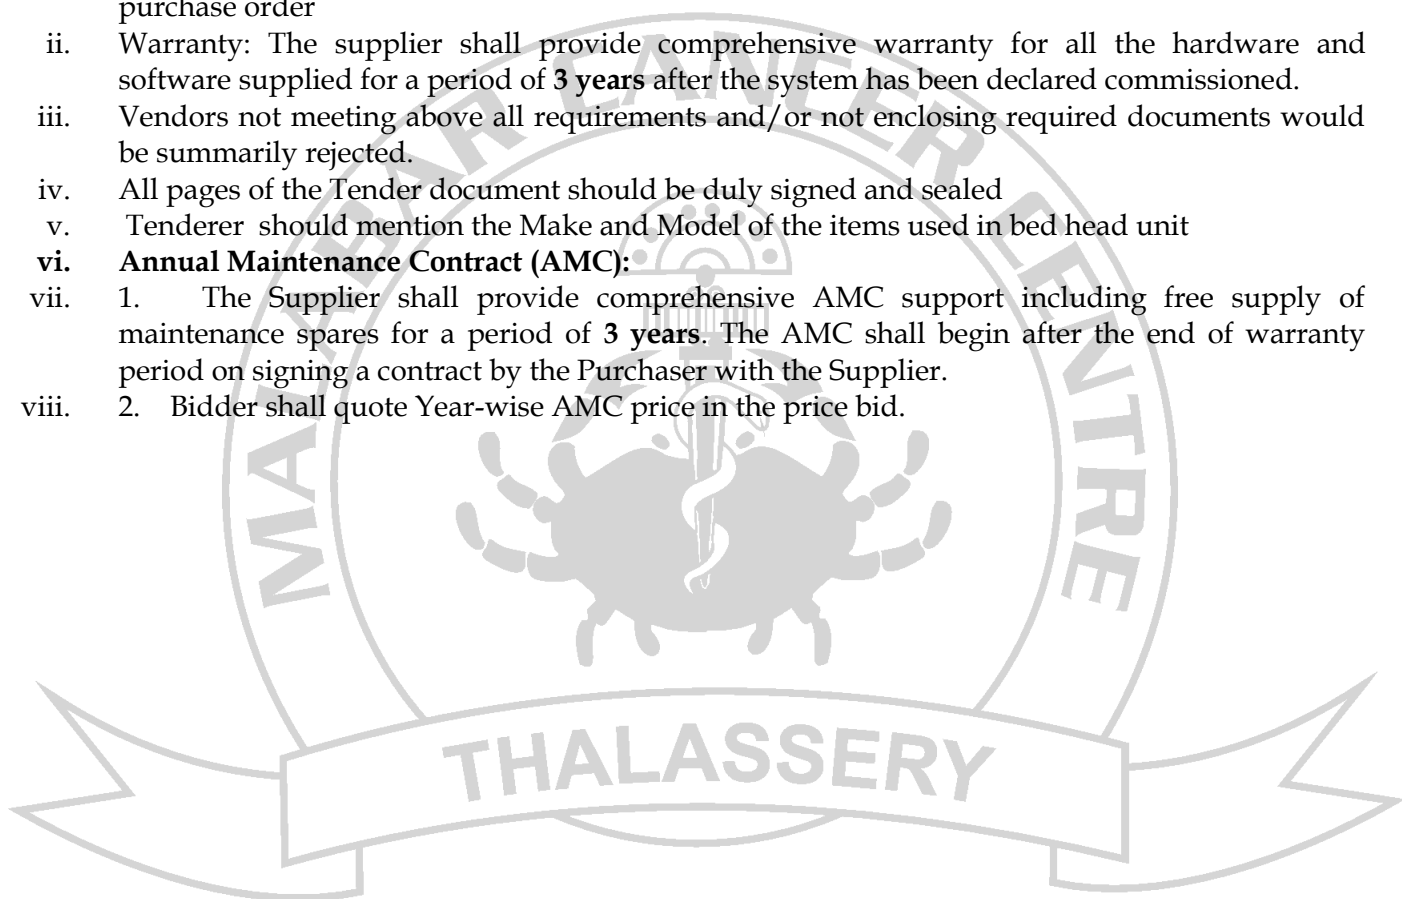 purchase order
ii. Warranty: The supplier shall provide comprehensive warranty for all the hardware and
software supplied for a period of 3 years after the system has been declared commissioned.
iii. Vendors not meeting above all requirements and/or not enclosing required documents would
be summarily rejected.
iv. All pages of the Tender document should be duly signed and sealed
v. Tenderer should mention the Make and Model of the items used in bed head unit
vi. Annual Maintenance Contract (AMC):
vii. 1. The Supplier shall provide comprehensive AMC support including free supply of
maintenance spares for a period of 3 years. The AMC shall begin after the end of warranty
period on signing a contract by the Purchaser with the Supplier.
viii. 2. Bidder shall quote Year-wise AMC price in the price bid.
MALABAR CANCER CENTRE
THALASSERY